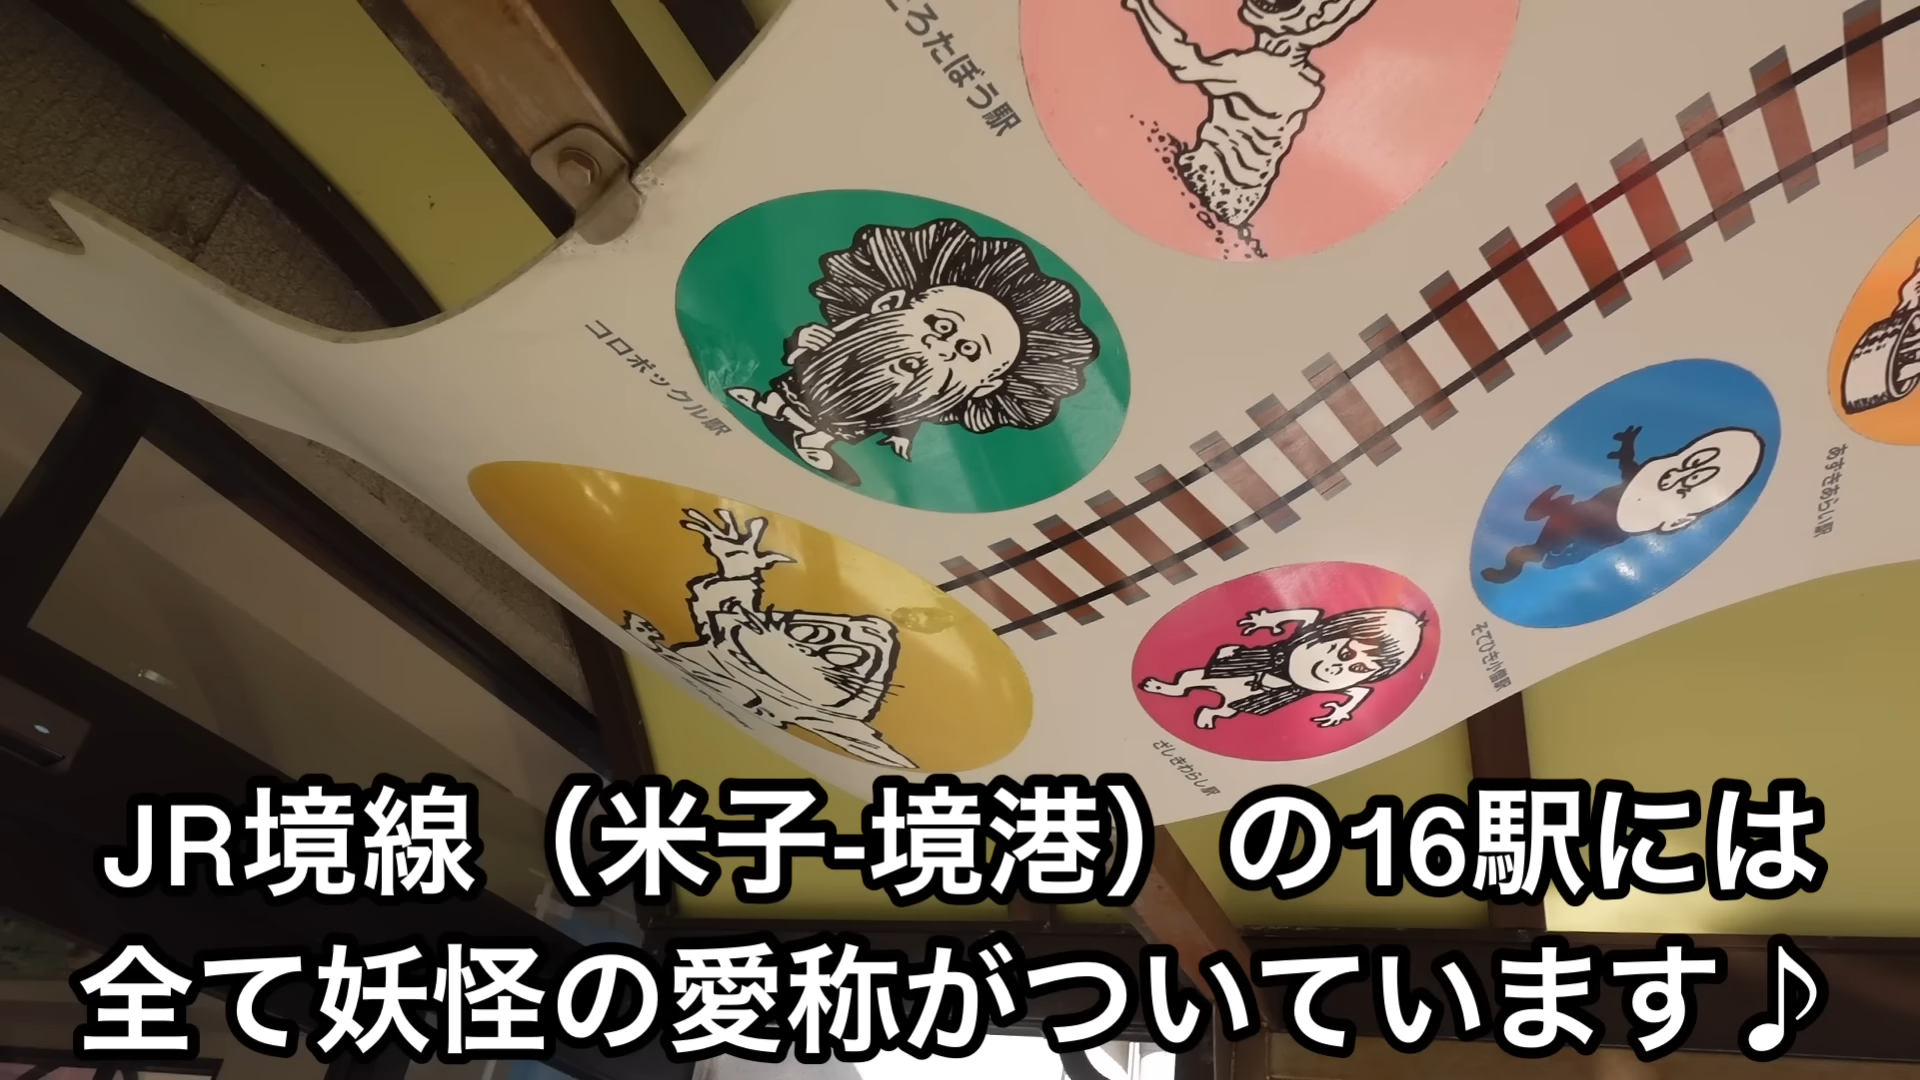 ころたぼう駅
コロボックル駅
あずきあらい駅
そでひき小僧駅
ざしきわらし駅
JR境線（米子-境港）の16駅には
全て妖怪の愛称がついています♪